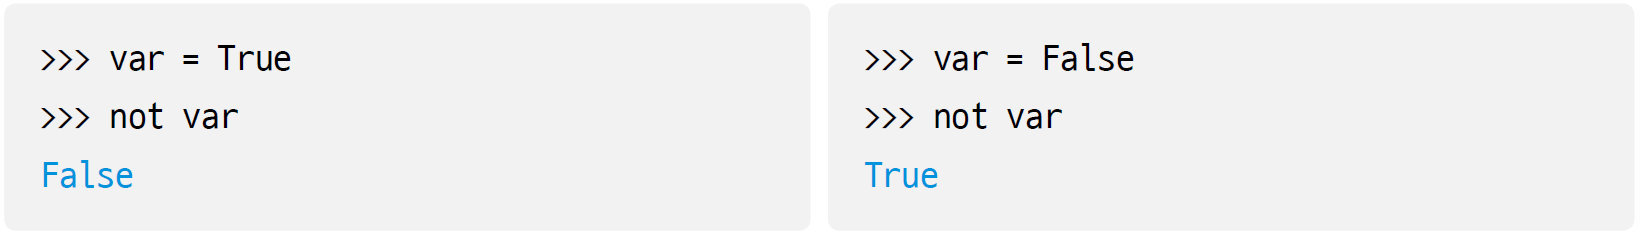 >>> var = True
>>> not var
False
>>> var = False
>>> not var
True